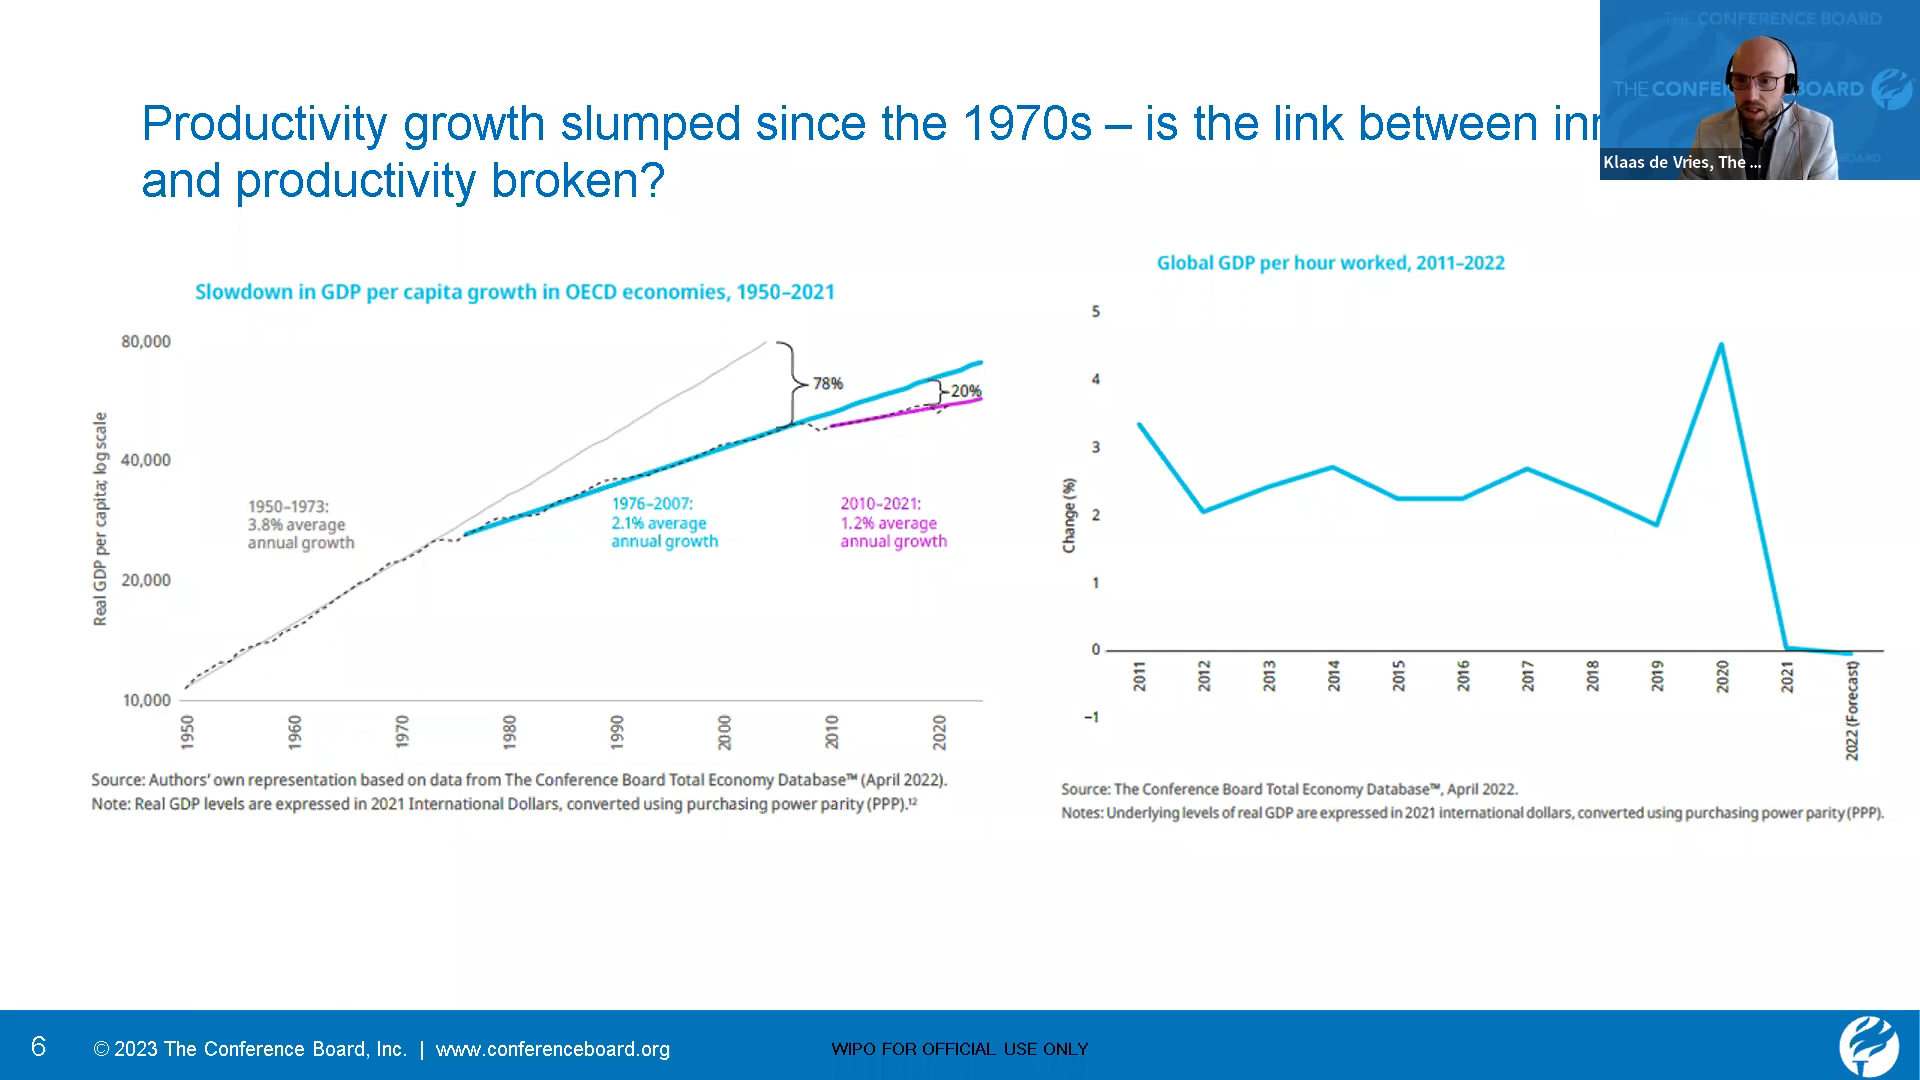 THE CONFERENCE BOARD
Klaas de Vries, The ...
Productivity growth slumped since the 1970s – is the link between
and productivity broken?
Slowdown in GDP per capita growth in OECD economies, 1950–2021
80,000
40,000
20,000
10,000
Real GDP per capita; log scale
78%
20%
1950–1973:
3.8% average
annual growth
1976–2007:
2.1% average
annual growth
2010–2021:
1.2% average
annual growth
1950
1960
1970
1980
1990
2000
2010
2020
Source: Authors' own representation based on data from The Conference Board Total Economy Database™ (April 2022).
Note: Real GDP levels are expressed in 2021 International Dollars, converted using purchasing power parity (PPP).¹²
Global GDP per hour worked, 2011–2022
5
4
3
2
1
0
–1
Change (%)
2011
2012
2013
2014
2015
2016
2017
2018
2019
2020
2021
2022 (Forecast)
Source: The Conference Board Total Economy Database™, April 2022.
Notes: Underlying levels of real GDP are expressed in 2021 international dollars, converted using purchasing power parity (PPP).
6
© 2023 The Conference Board, Inc. | www.conferenceboard.org
WIPO FOR OFFICIAL USE ONLY